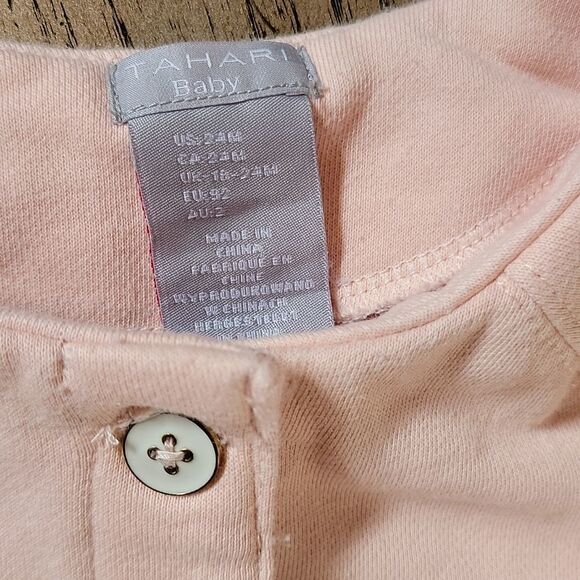 TAHARI
Baby
US:24M
CA:24M
UK-18-24M
EU:92
AU:2
MADE IN
CHINA
FABRIQUÉ EN
CHINE
WYPRODUKOWANO
W CHINACH
HERGESTELLT